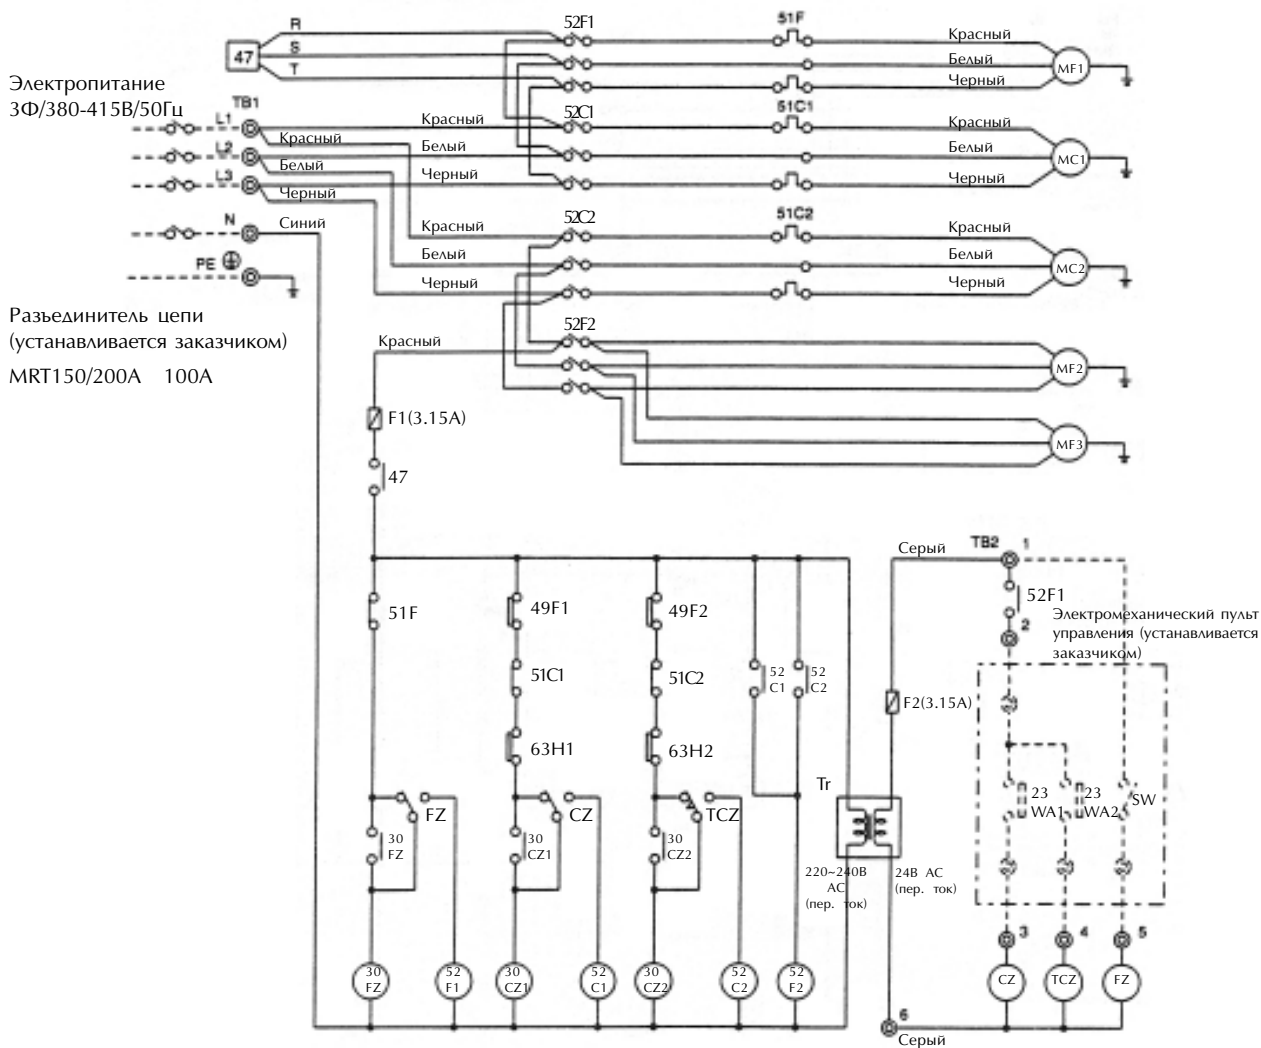 R
52F1
51F
Красный
47
S
Белый
MF1
T
Черный
Электропитание
3Ф/380-415В/50Гц
TB1
L1
Красный
52C1
51C1
Красный
Красный
L2
Белый
Белый
MC1
Белый
L3
Черный
Черный
Черный
N
Синий
Красный
52C2
51C2
Красный
PE
Белый
Белый
MC2
Черный
Черный
Разъединитель цепи
(устанавливается заказчиком)
MRT150/200A 100A
52F2
Красный
MF2
F1(3.15A)
MF3
47
Серый
TB2
1
51F
49F1
49F2
52F1
2
Электромеханический пульт
управления (устанавливается
заказчиком)
51C1
51C2
52
C1
52
C2
F2(3.15A)
63H1
63H2
Tr
FZ
CZ
TCZ
23
WA1
23
WA2
SW
30
FZ
30
CZ1
30
CZ2
220~240В
AC
(пер. ток)
24В AC
(пер. ток)
3
4
5
30
FZ
52
F1
30
CZ1
52
C1
30
CZ2
52
C2
52
F2
CZ
TCZ
FZ
6
Серый